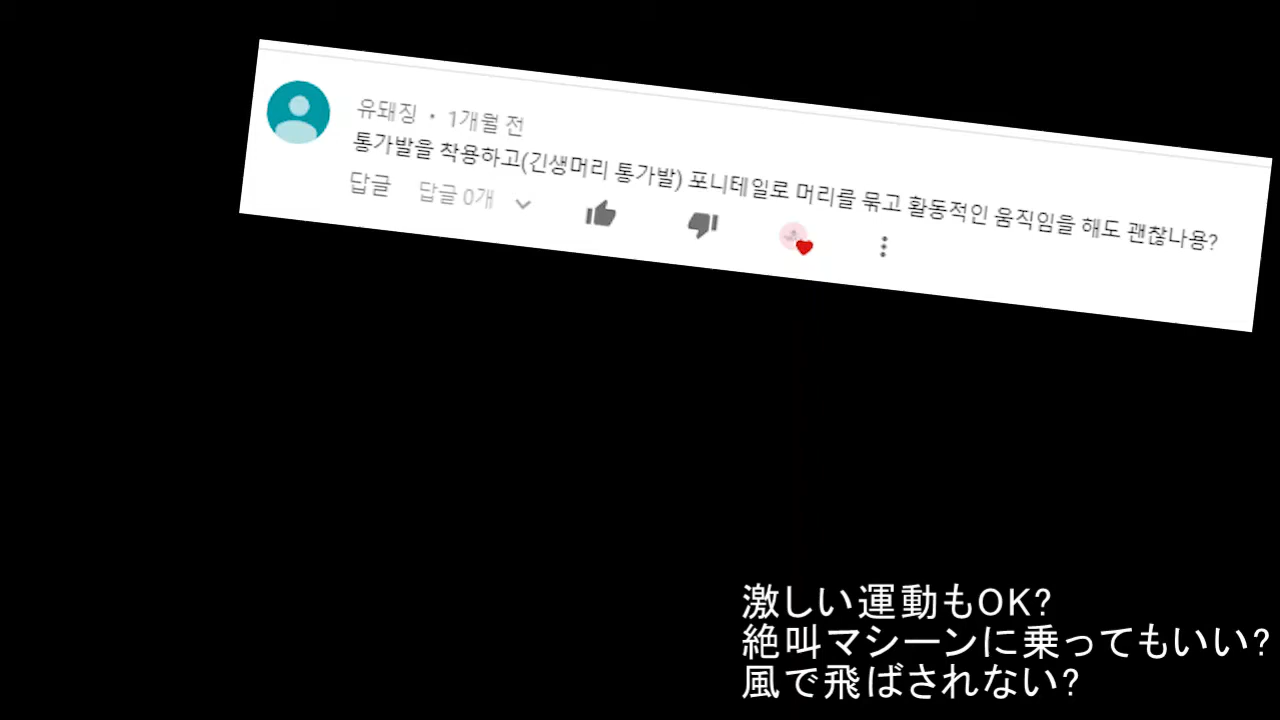 유돼징 · 1개월 전
통가발을 착용하고(긴생머리 통가발) 포니테일로 머리를 묶고 활동적인 움직임을 해도 괜찮나용?
답글 답글 0개
激しい運動もOK?
絶叫マシーンに乗ってもいい?
風で飛ばされない?